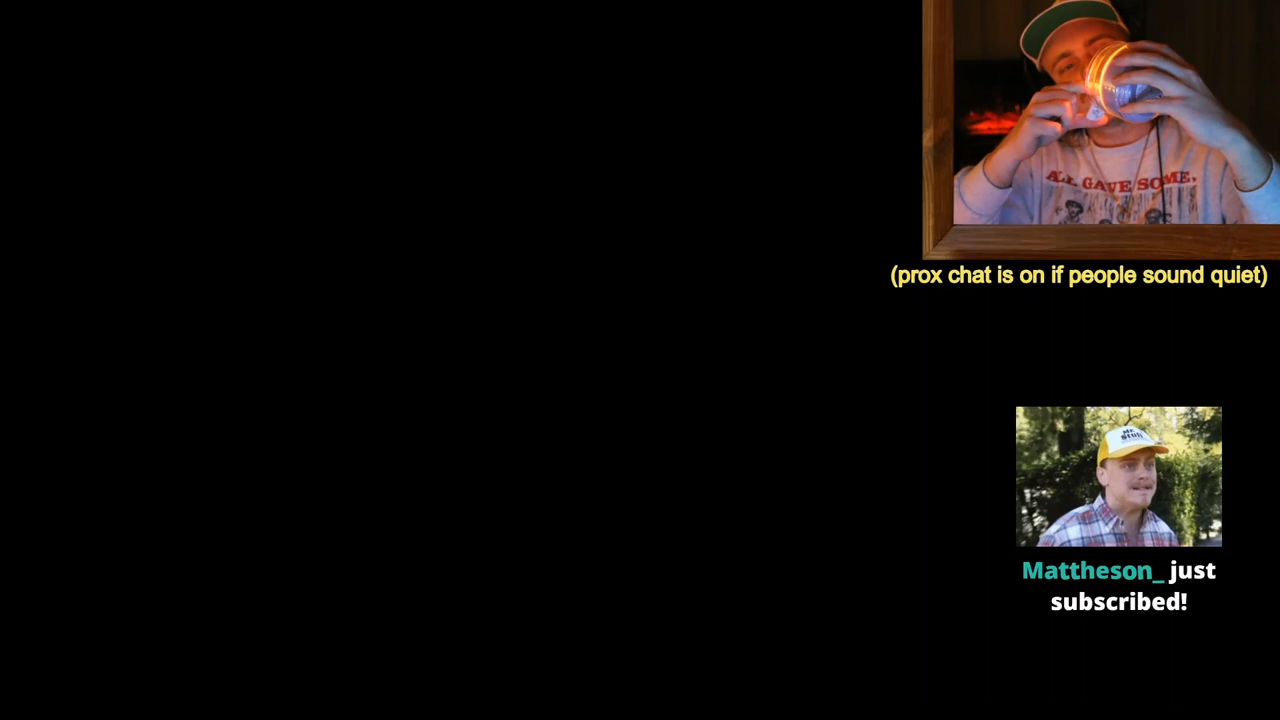 ALL GAVE SOME,
(prox chat is on if people sound quiet)
Mattheson_ just
subscribed!